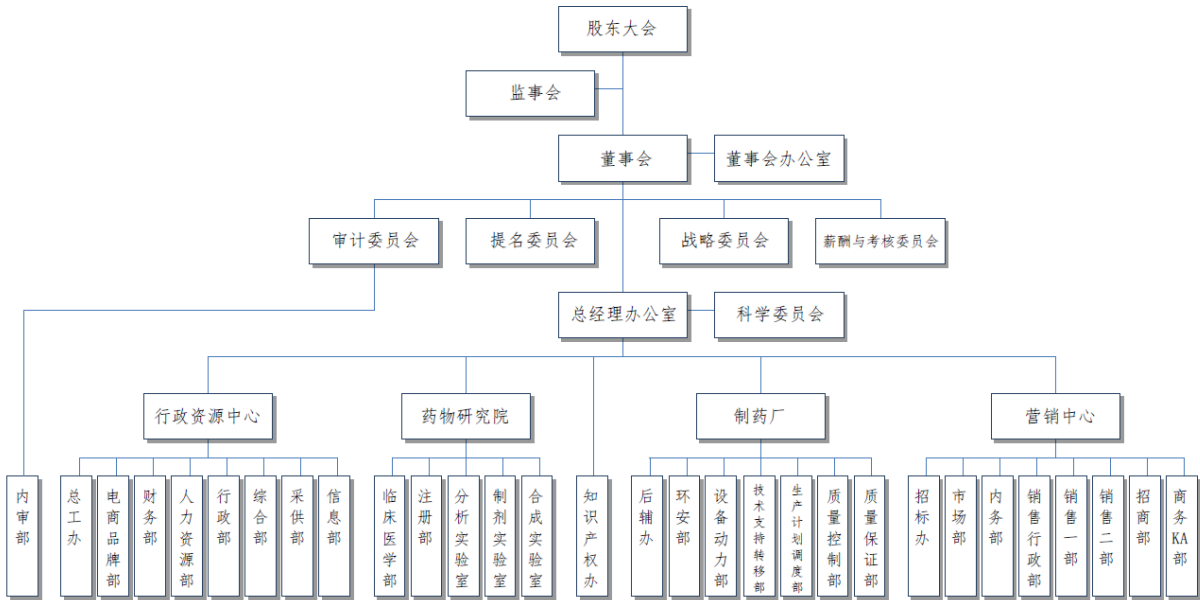 股东大会
监事会
董事会
董事会办公室
审计委员会
提名委员会
战略委员会
薪酬与考核委员会
总经理办公室
科学委员会
行政资源中心
药物研究院
制药厂
营销中心
内审部
总工办
电商品牌部
财务部
人力资源部
行政部
综合部
采供部
信息部
临床医学部
注册部
分析实验室
制剂实验室
合成实验室
知识产权办
后辅办
环安部
设备动力部
技术支持转移部
生产计划调度部
质量控制部
质量保证部
招标办
市场部
内务部
销售行政部
销售一部
销售二部
招商部
商务KA部